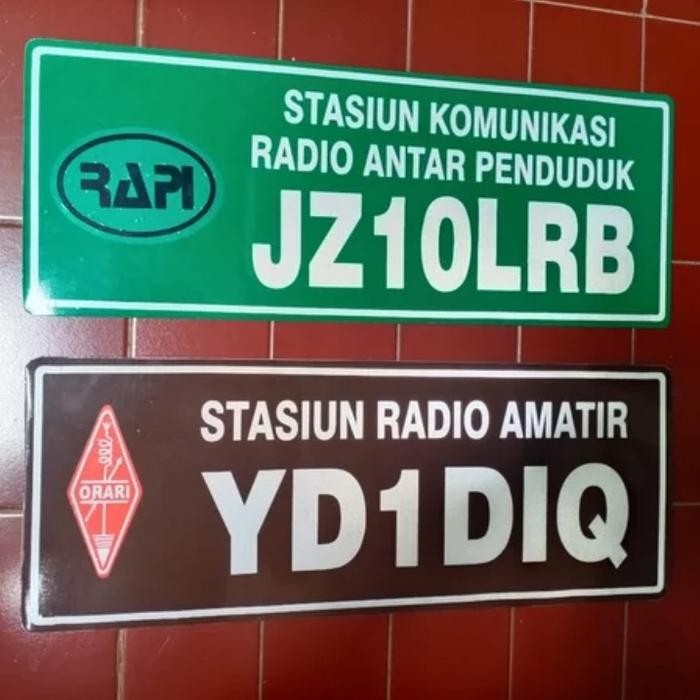 RAPI
STASIUN KOMUNIKASI
RADIO ANTAR PENDUDUK
JZ10LRB
ORARI
STASIUN RADIO AMATIR
YD1DIQ